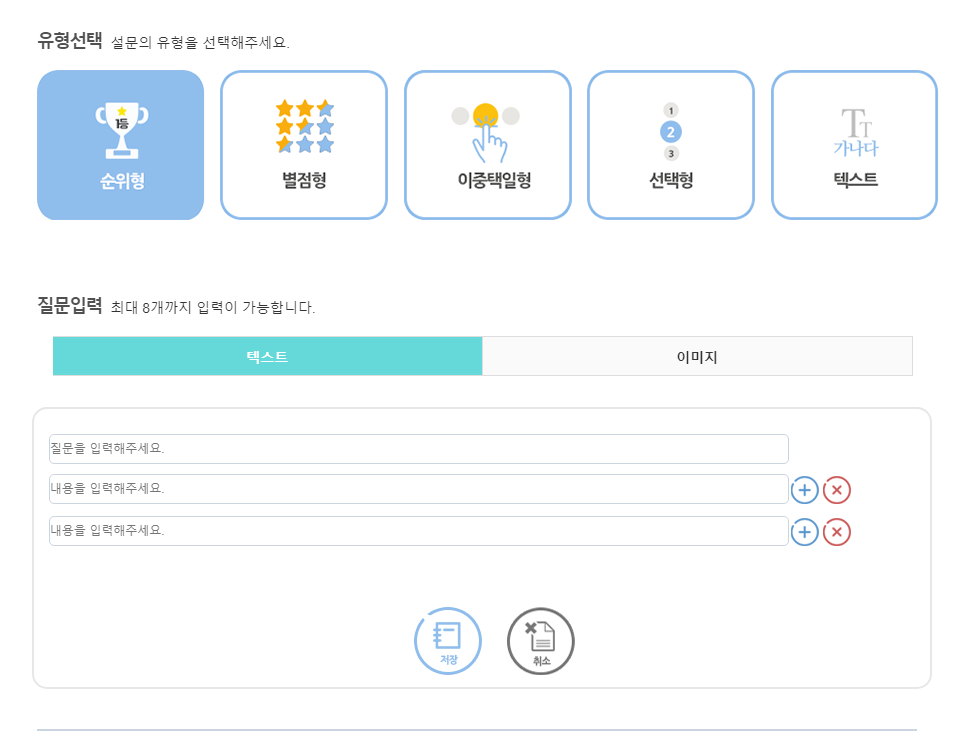 유형선택 설문의 유형을 선택해주세요.
1등
순위형
별점형
이중택일형
1
2
3
선택형
TT
가나다
텍스트
질문입력 최대 8개까지 입력이 가능합니다.
텍스트 이미지
질문을 입력해주세요.
내용을 입력해주세요.
내용을 입력해주세요.
저장 취소